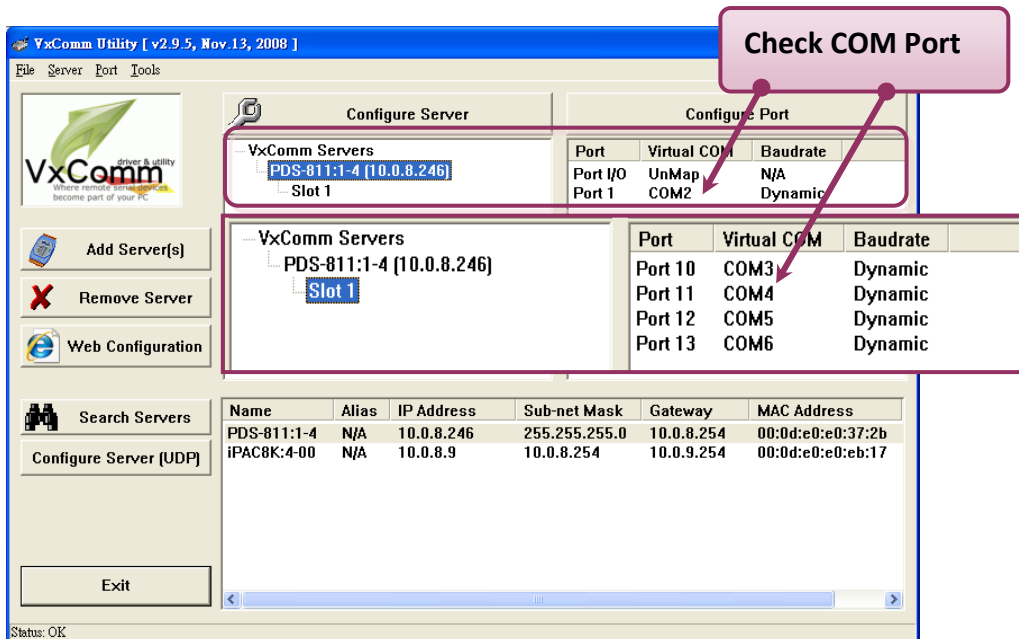 Check COM Port
VxComm Utility [ v2.9.5, Nov.13, 2008 ]
File Server Port Tools
VxComm
driver & utility
Where remote serial devices
become part of your PC
Configure Server
Configure Port
VxComm Servers
PDS-811:1-4 (10.0.8.246)
Slot 1
Port Virtual COM Baudrate
Port I/O UnMap N/A
Port 1 COM2 Dynamic
VxComm Servers
PDS-811:1-4 (10.0.8.246)
Slot 1
Port Virtual COM Baudrate
Port 10 COM3 Dynamic
Port 11 COM4 Dynamic
Port 12 COM5 Dynamic
Port 13 COM6 Dynamic
Add Server(s)
Remove Server
Web Configuration
Search Servers
Configure Server (UDP)
Name Alias IP Address Sub-net Mask Gateway MAC Address
PDS-811:1-4 N/A 10.0.8.246 255.255.255.0 10.0.8.254 00:0d:e0:e0:37:2b
iPAC8K:4-00 N/A 10.0.8.9 10.0.8.254 10.0.9.254 00:0d:e0:e0:eb:17
Exit
Status: OK